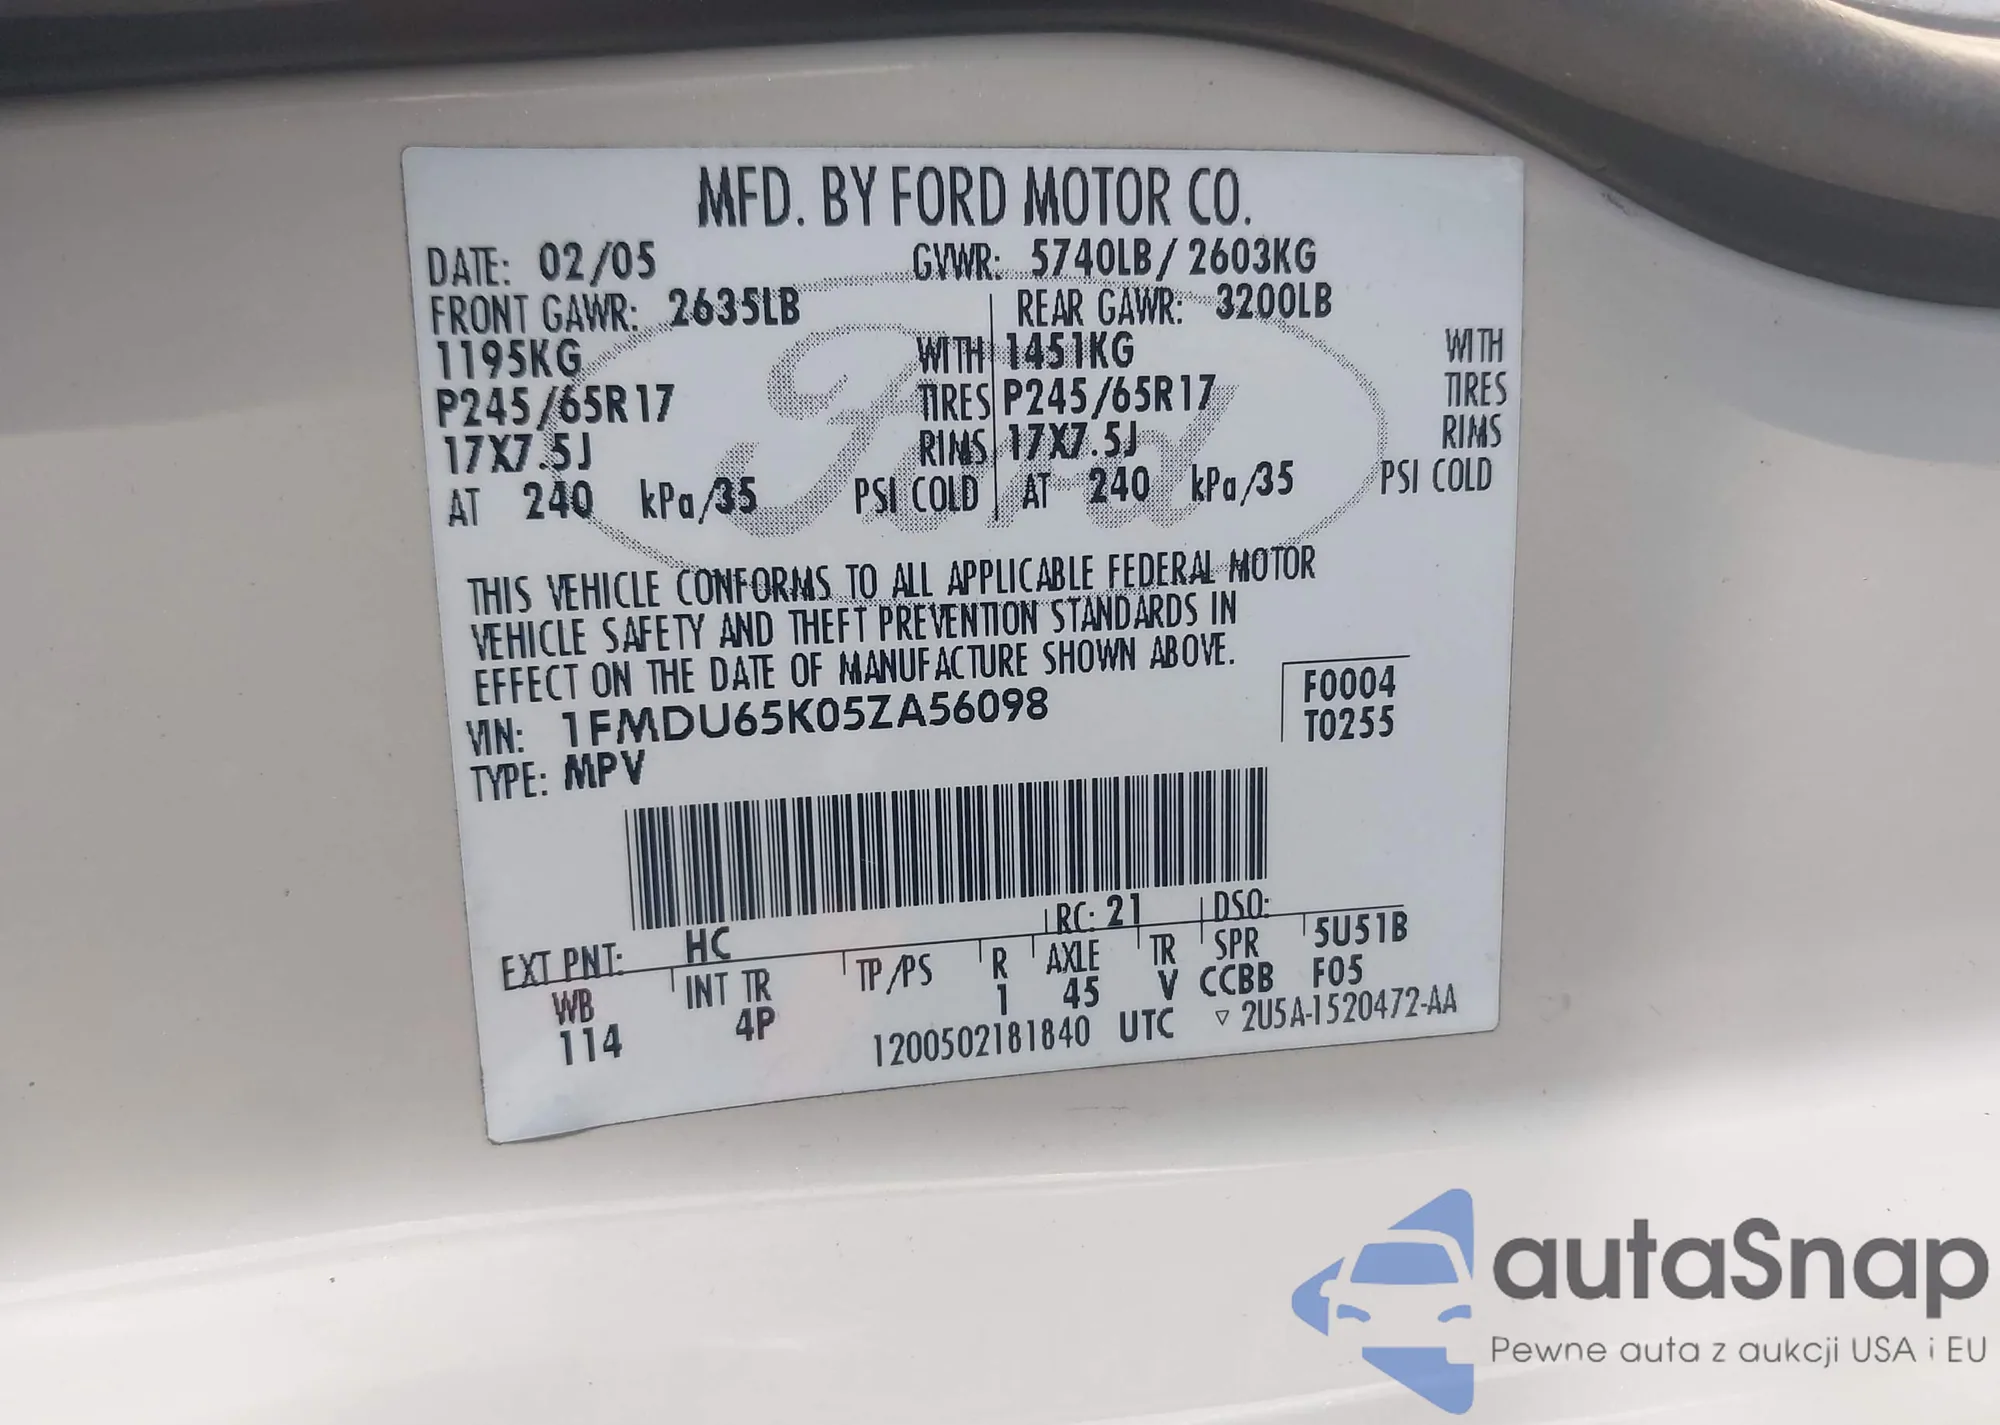 MFD. BY FORD MOTOR CO.
DATE: 02/05 GVWR: 5740LB/ 2603KG
FRONT GAWR: 2635LB REAR GAWR: 3200LB
1195KG WITH 1451KG WITH
P245/65R17 TIRES P245/65R17 TIRES
17X7.5J RIMS 17X7.5J RIMS
AT 240 kPa/35 PSI COLD AT 240 kPa/35 PSI COLD
Ford
THIS VEHICLE CONFORMS TO ALL APPLICABLE FEDERAL MOTOR
VEHICLE SAFETY AND THEFT PREVENTION STANDARDS IN
EFFECT ON THE DATE OF MANUFACTURE SHOWN ABOVE.
VIN: 1FMDU65K05ZA56098 F0004
TYPE: MPV T0255
EXT PNT: HC RC: 21 DSO:
WB INT TR TP/PS R AXLE TR SPR 5U51B
114 4P 1 45 V CCBB F05
1200502181840 UTC ▽ 2U5A-1520472-AA
autaSnap
Pewne auta z aukcji USA i EU